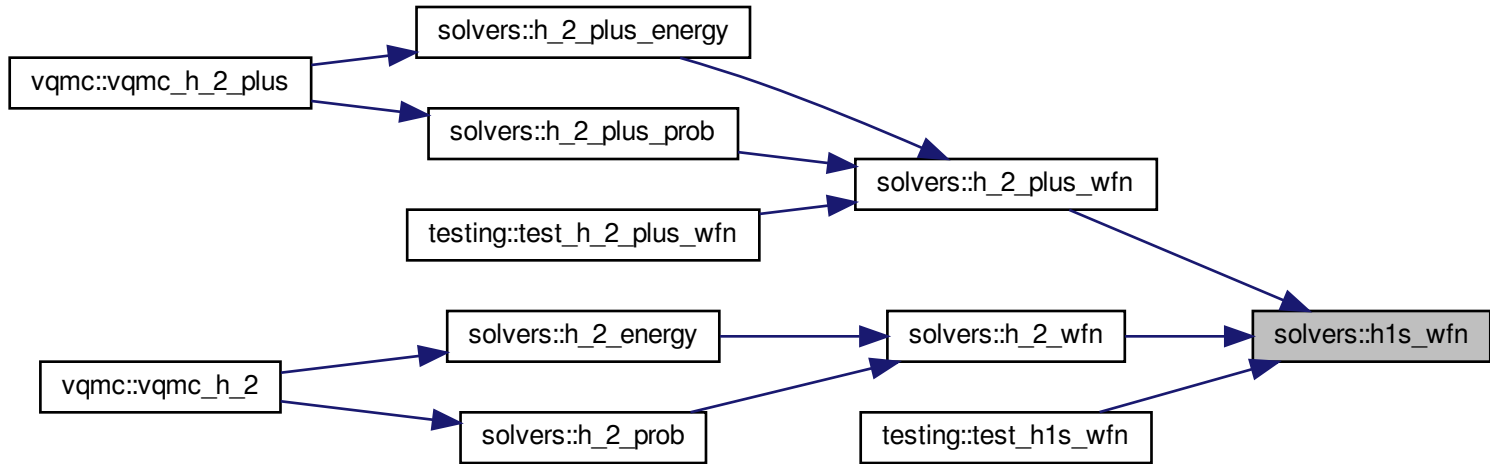 solvers::h_2_plus_energy
vqmc::vqmc_h_2_plus
solvers::h_2_plus_prob
solvers::h_2_plus_wfn
testing::test_h_2_plus_wfn
solvers::h_2_energy
solvers::h_2_wfn
solvers::h1s_wfn
vqmc::vqmc_h_2
solvers::h_2_prob
testing::test_h1s_wfn